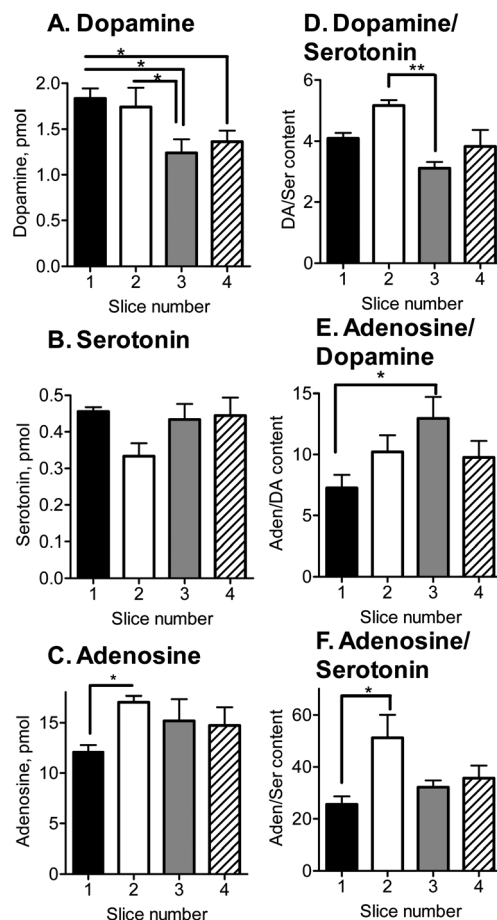 A. Dopamine
*
*
*
Dopamine, pmol
2.0
1.5
1.0
0.5
0.0
1 2 3 4
Slice number
B. Serotonin
Serotonin, pmol
0.5
0.4
0.3
0.2
0.1
0.0
1 2 3 4
Slice number
C. Adenosine
*
Adenosine, pmol
15
10
5
0
1 2 3 4
Slice number
D. Dopamine/
Serotonin
**
DA/Ser content
6
4
2
0
1 2 3 4
Slice number
E. Adenosine/
Dopamine
*
Aden/DA content
15
10
5
0
1 2 3 4
Slice number
F. Adenosine/
Serotonin
*
Aden/Ser content
60
40
20
0
1 2 3 4
Slice number